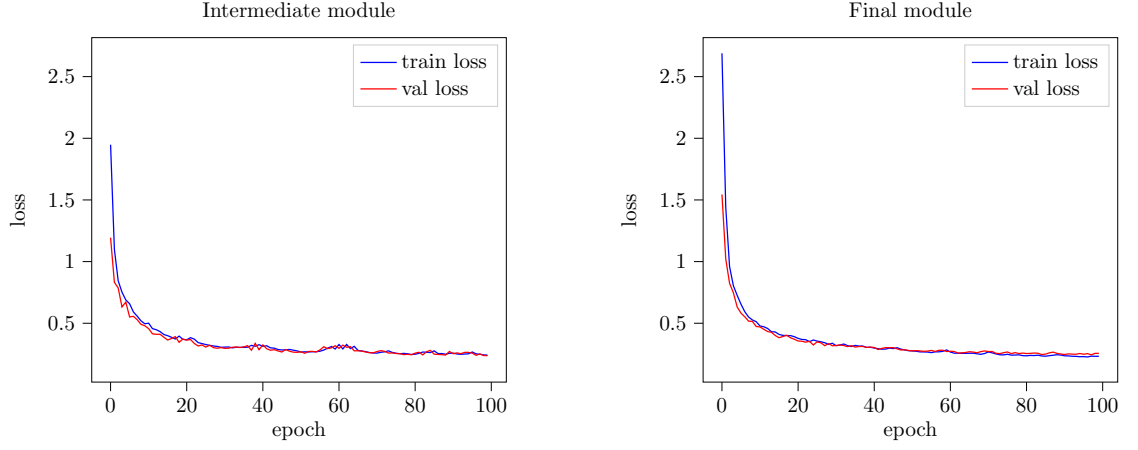 Intermediate module
train loss
val loss
2.5
2
1.5
1
0.5
loss
0 20 40 60 80 100
epoch
Final module
train loss
val loss
2.5
2
1.5
1
0.5
loss
0 20 40 60 80 100
epoch